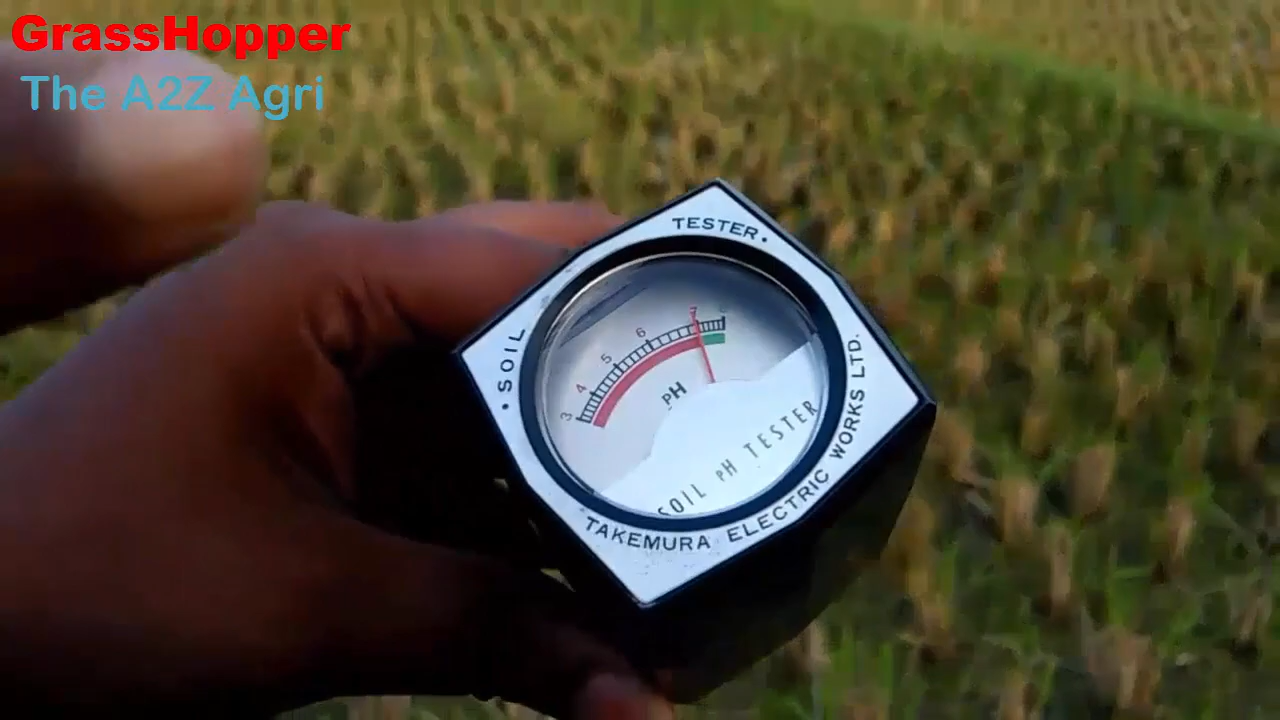 GrassHopper
The A2Z Agri
• SOIL TESTER •
3 4 5 6 7
PH
SOIL PH TESTER
TAKEMURA ELECTRIC WORKS LTD.